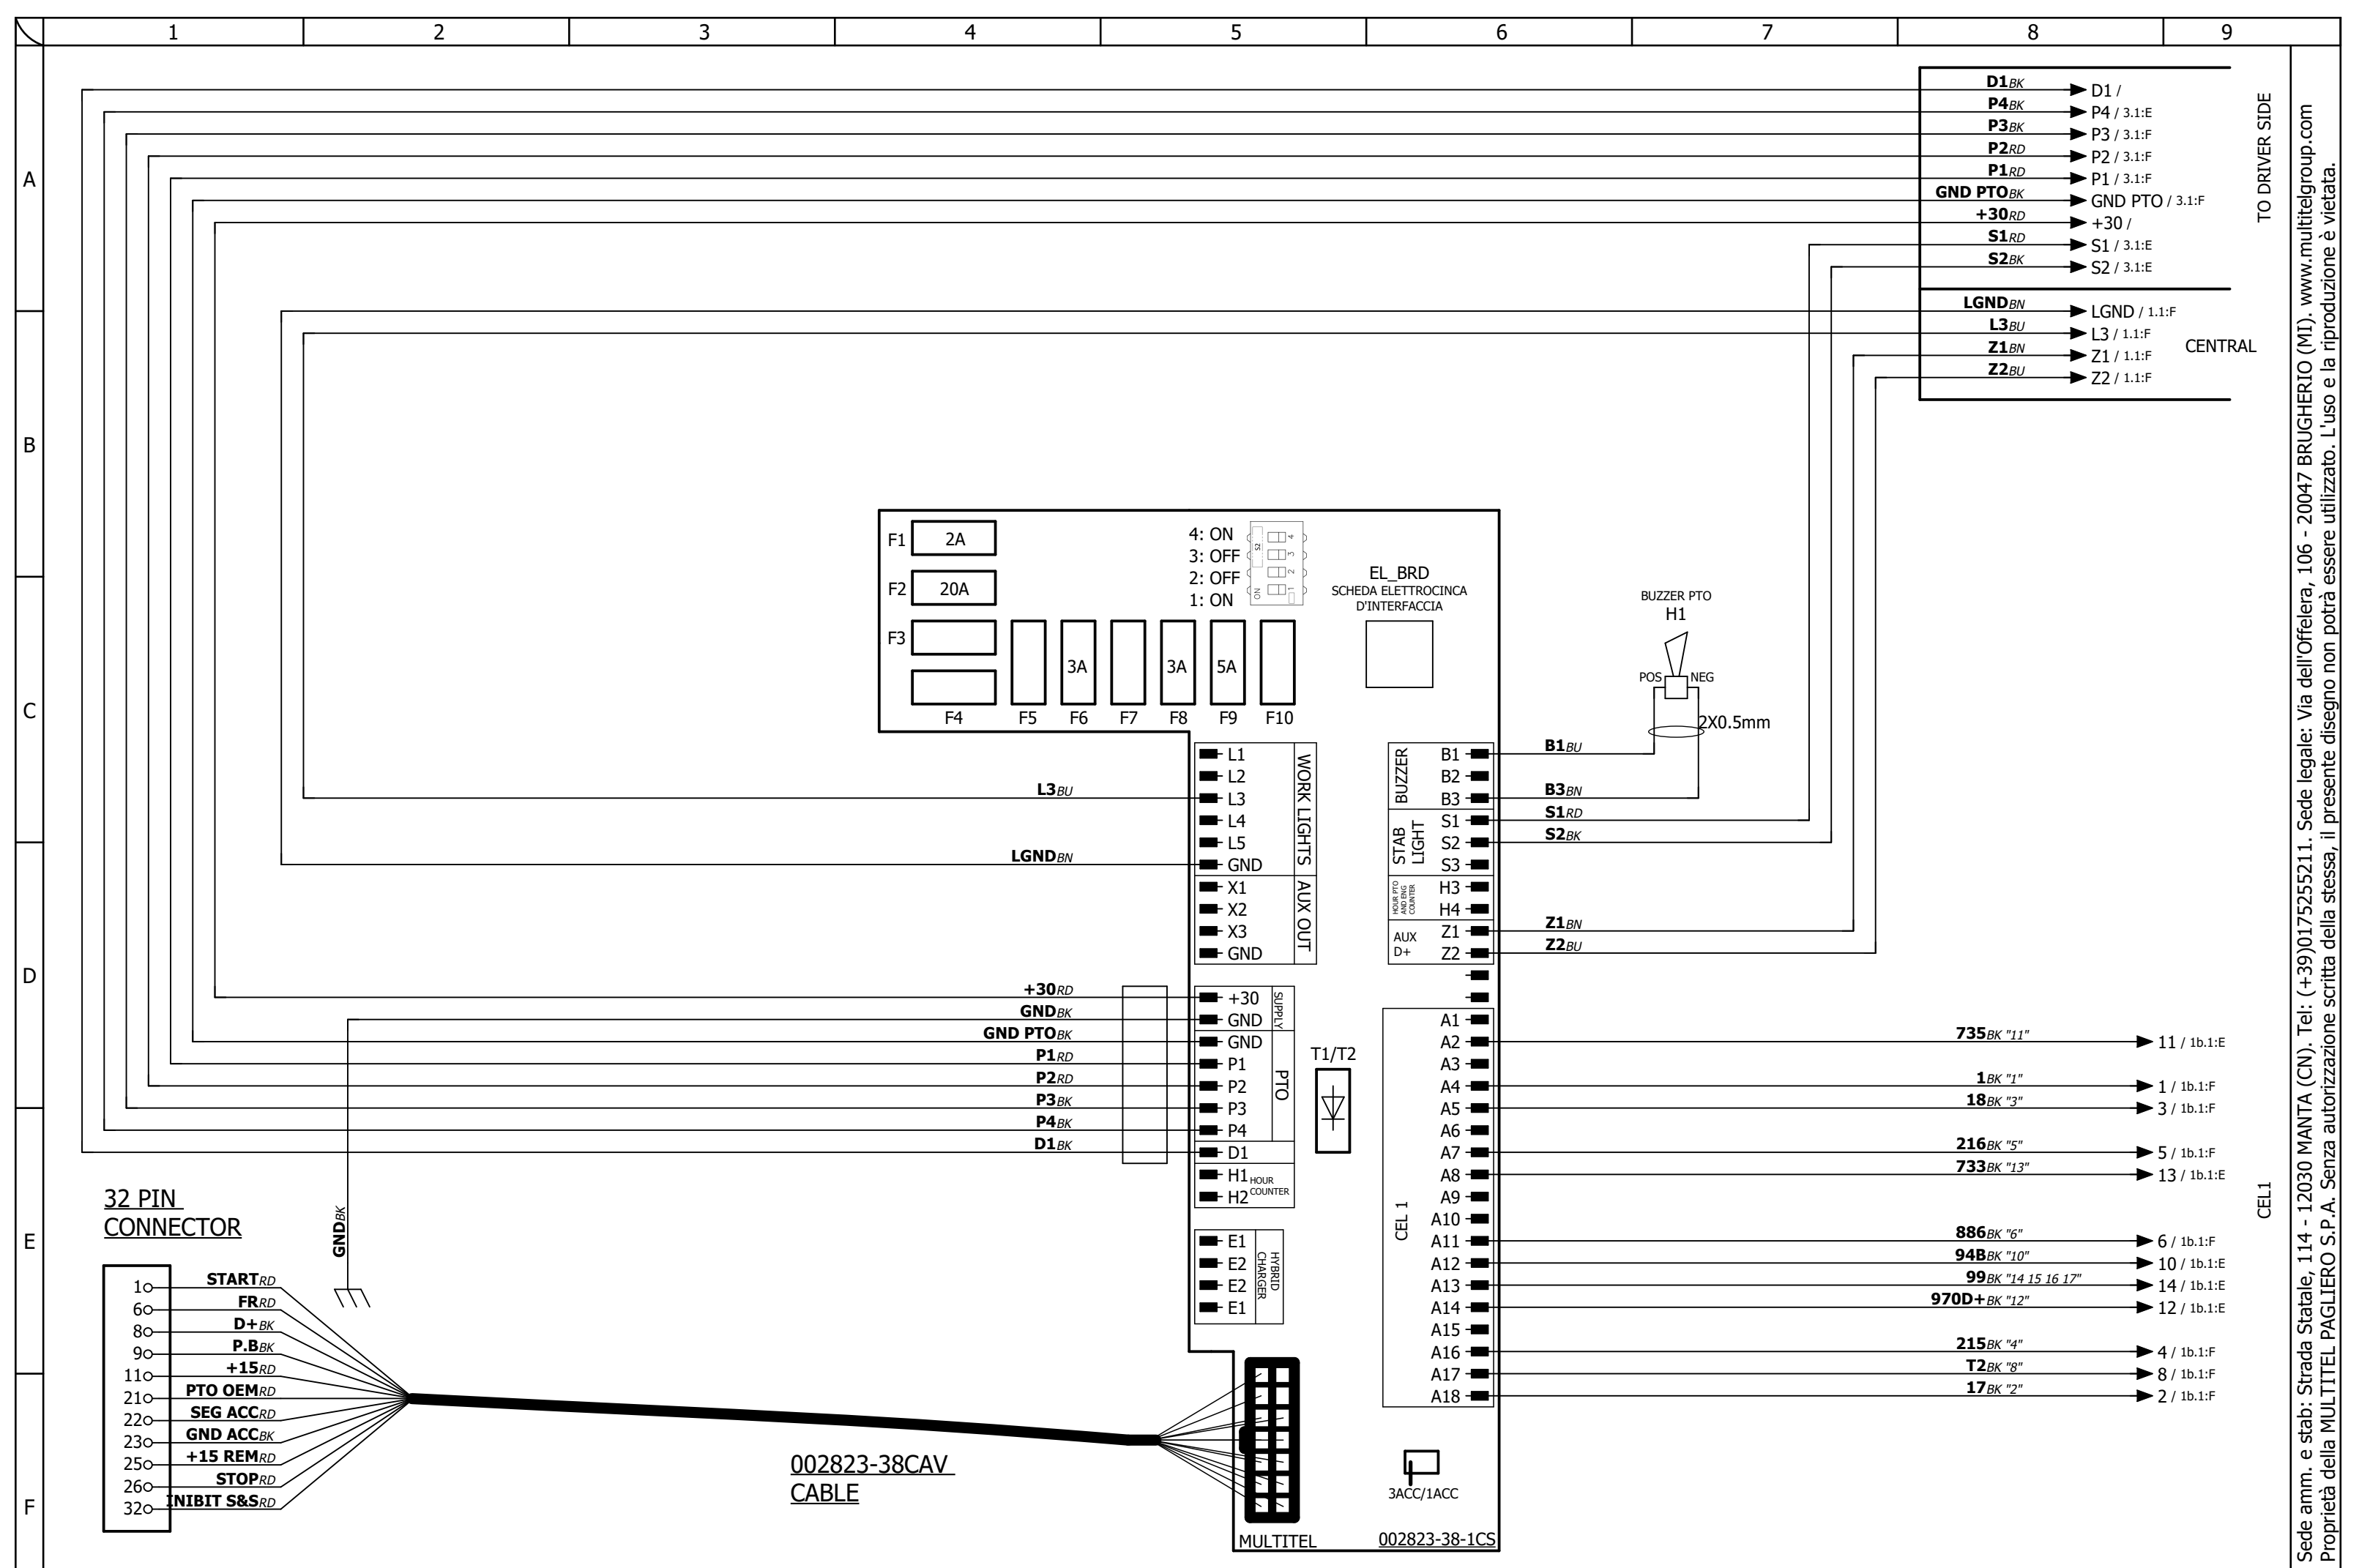 1 2 3 4 5 6 7 8 9
A
B
C
D
E
F
D1BK
P4BK
P3BK
P2RD
P1RD
GND PTOBK
+30RD
S1RD
S2BK
D1 /
P4 / 3.1:E
P3 / 3.1:F
P2 / 3.1:F
P1 / 3.1:F
GND PTO / 3.1:F
+30 /
S1 / 3.1:E
S2 / 3.1:E
TO DRIVER SIDE
LGNDBN
L3BU
Z1BN
Z2BU
LGND / 1.1:F
L3 / 1.1:F
Z1 / 1.1:F
Z2 / 1.1:F
CENTRAL
F1 2A
F2 20A
F3
F4
F5
3A
F6
F7
3A
F8
5A
F9
F10
4: ON
3: OFF
2: OFF
1: ON
S2
ON
1 2 3 4
EL_BRD
SCHEDA ELETTROCINCA
D'INTERFACCIA
BUZZER PTO
H1
POS NEG
2X0.5mm
L3BU
LGNDBN
L1
L2
L3
L4
L5
GND
WORK LIGHTS
X1
X2
X3
GND
AUX OUT
BUZZER
B1
B2
B3
STAB
LIGHT
S1
S2
S3
HOUR PTO
AND ENG
COUNTER
H3
H4
AUX
D+
Z1
Z2
B1BU
B3BN
S1RD
S2BK
Z1BN
Z2BU
+30RD
GNDBK
GND PTOBK
P1RD
P2RD
P3BK
P4BK
D1BK
+30
GND
SUPPLY
GND
P1
P2
P3
P4
PTO
D1
H1
H2
HOUR
COUNTER
T1/T2
E1
E2
E2
E1
HYBRID
CHARGER
CEL 1
A1
A2
A3
A4
A5
A6
A7
A8
A9
A10
A11
A12
A13
A14
A15
A16
A17
A18
735BK "11"
11 / 1b.1:E
1BK "1"
1 / 1b.1:F
18BK "3"
3 / 1b.1:F
216BK "5"
5 / 1b.1:F
733BK "13"
13 / 1b.1:E
886BK "6"
6 / 1b.1:F
94BBK "10"
10 / 1b.1:E
99BK "14 15 16 17"
14 / 1b.1:E
970D+BK "12"
12 / 1b.1:E
215BK "4"
4 / 1b.1:F
T2BK "8"
8 / 1b.1:F
17BK "2"
2 / 1b.1:F
CEL1
32 PIN
CONNECTOR
GNDBK
1 STARTRD
6 FRRD
8 D+BK
9 P.BBK
11 +15RD
21 PTO OEMRD
22 SEG ACCRD
23 GND ACCBK
25 +15 REMRD
26 STOPRD
32 INIBIT S&SRD
002823-38CAV
CABLE
MULTITEL
3ACC/1ACC
002823-38-1CS
Sede amm. e stab: Strada Statale, 114 - 12030 MANTA (CN). Tel: (+39)0175255211. Sede legale: Via dell'Offelera, 106 - 20047 BRUGHERIO (MI). www.multitelgroup.com
Proprietà della MULTITEL PAGLIERO S.P.A. Senza autorizzazione scritta della stessa, il presente disegno non potrà essere utilizzato. L'uso e la riproduzione è vietata.